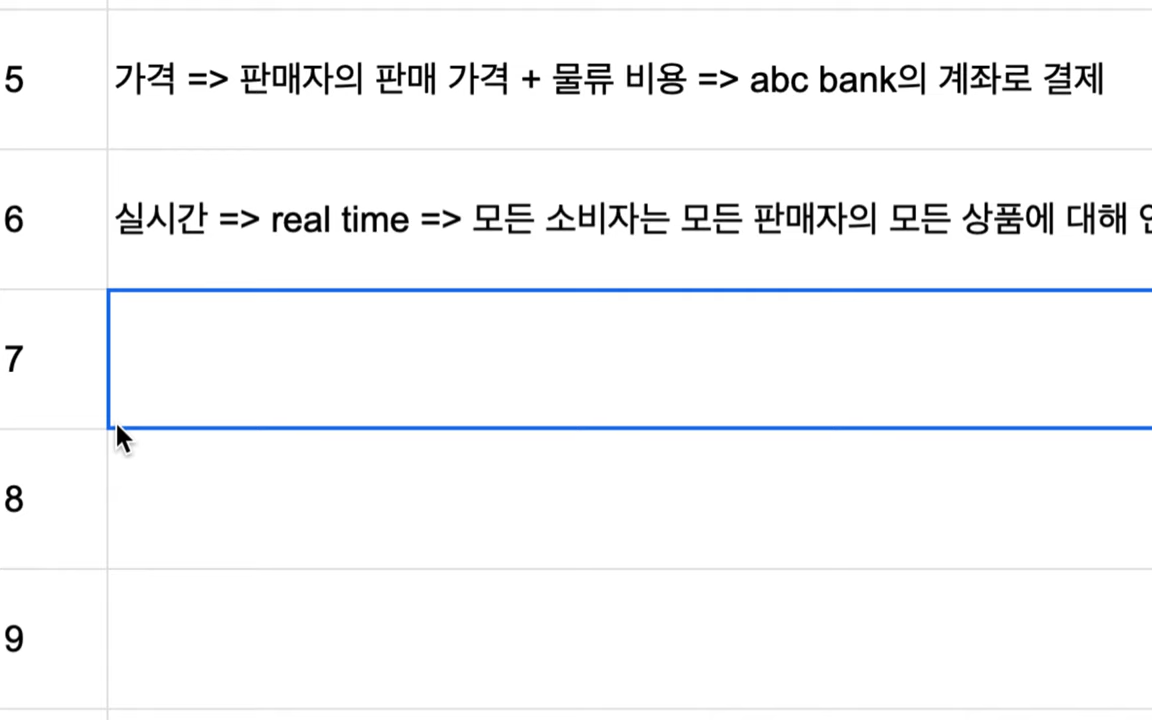 5 가격 => 판매자의 판매 가격 + 물류 비용 => abc bank의 계좌로 결제
6 실시간 => real time => 모든 소비자는 모든 판매자의 모든 상품에 대해
7
8
9